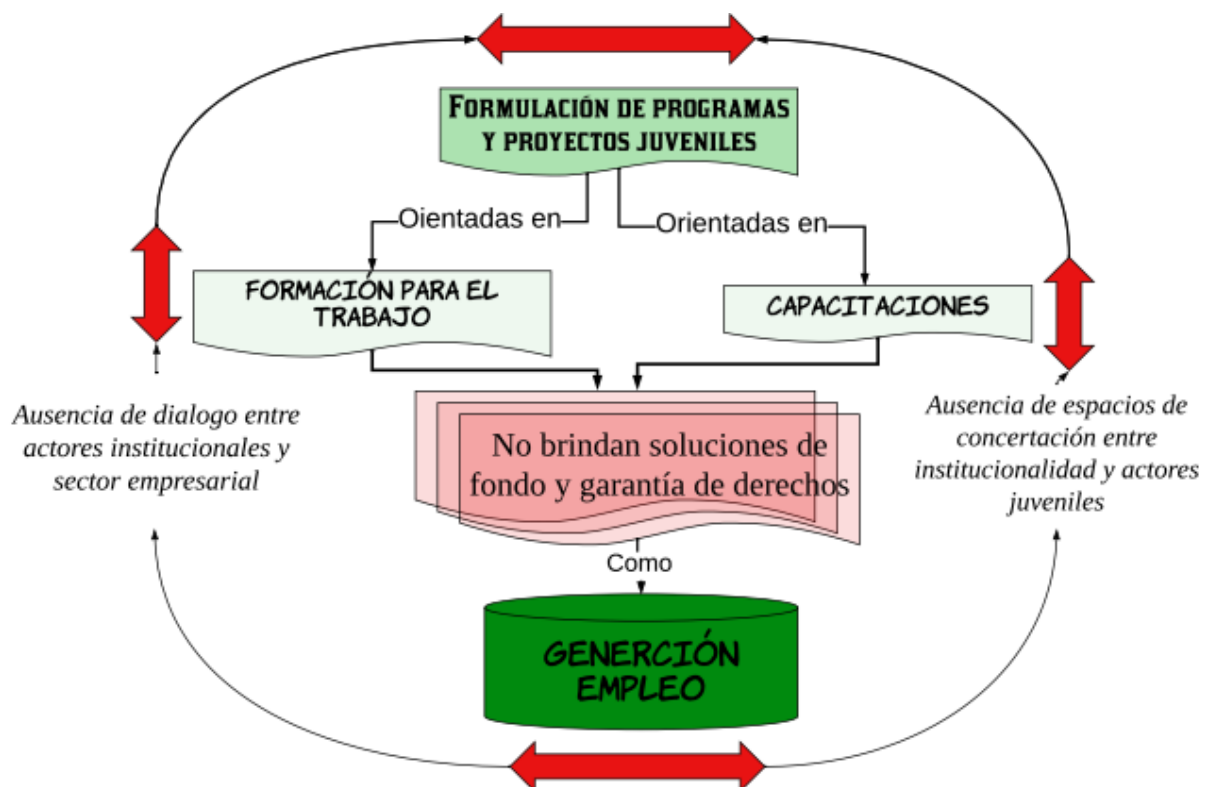 FORMULACIÓN DE PROGRAMAS
Y PROYECTOS JUVENILES
Oientadas en
Orientadas en
FORMACIÓN PARA EL
TRABAJO
CAPACITACIONES
Ausencia de dialogo entre
actores institucionales y
sector empresarial
No brindan soluciones de
fondo y garantía de derechos
Ausencia de espacios de
concertación entre
institucionalidad y actores
juveniles
Como
GENERCIÓN
EMPLEO